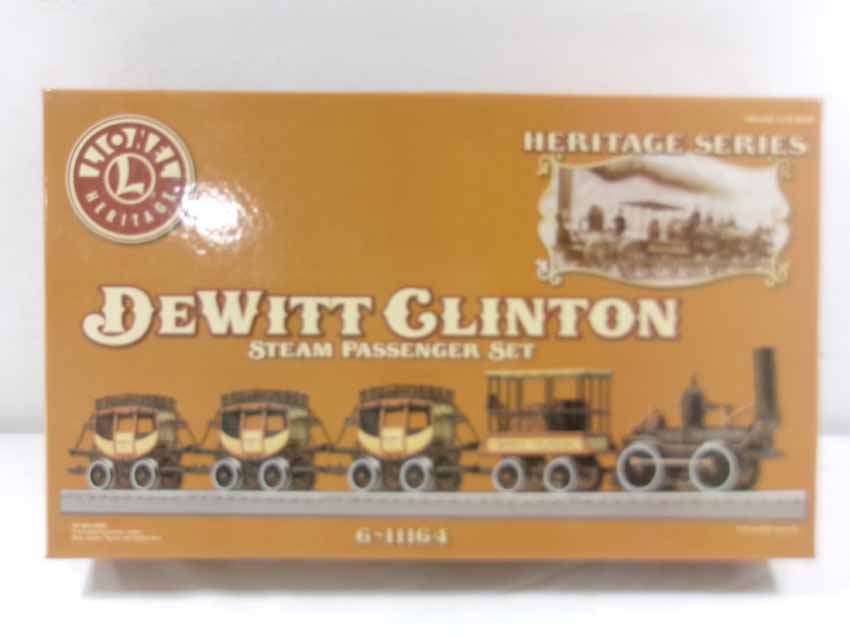 LIONEL
L
HERITAGE
HERITAGE SERIES
DEWITT CLINTON
STEAM PASSENGER SET
6-11164